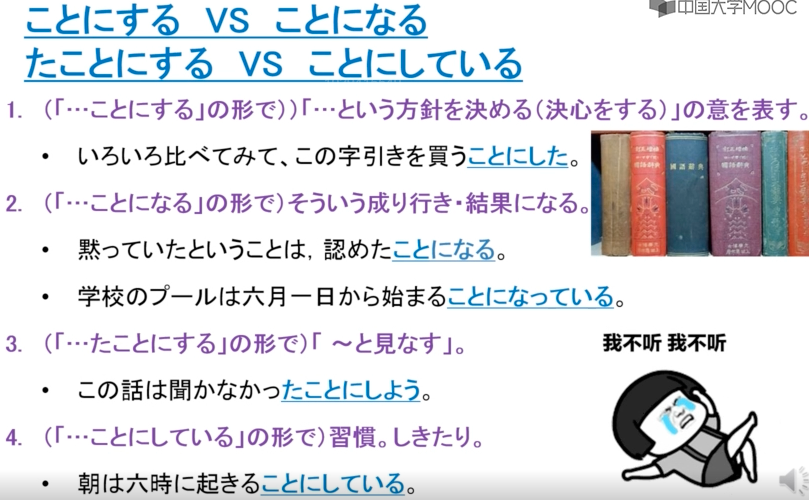 中国大学MOOC
ことにする　VS　ことになる
たことにする　VS　ことにしている
1. （「…ことにする」の形で））「…という方針を決める（決心をする）」の意を表す。
• いろいろ比べてみて、この字引きを買うことにした。
2. （「…ことになる」の形で）そういう成り行き・結果になる。
• 黙っていたということは，認めたことになる。
• 学校のプールは六月一日から始まることになっている。
3. （「…たことにする」の形で）「 ～と見なす」。
我不听 我不听
• この話は聞かなかったことにしよう。
4. （「…ことにしている」の形で）習慣。しきたり。
• 朝は六時に起きることにしている。